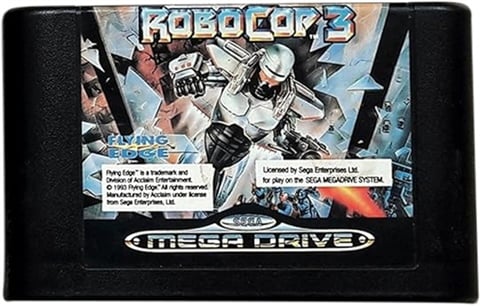 ROBOCOP 3
FLYING
EDGE
Flying Edge™ is a trademark and
Division of Acclaim Entertainment.
© 1993 Flying Edge™ All rights reserved.
Manufactured by Acclaim under license
from Sega Enterprises, Ltd.
Licensed by Sega Enterprises Ltd.
for play on the SEGA MEGADRIVE SYSTEM.
SEGA
MEGA DRIVE